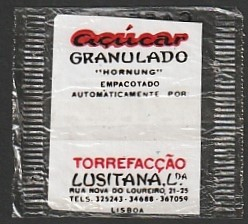 Açúcar
GRANULADO
"HORNUNG"
EMPACOTADO
AUTOMÀTICAMENTE POR
TORREFACÇÃO
LUSITANA, L.DA
RUA NOVA DO LOUREIRO, 21-25
TELS. 325243 - 34688 - 367059
LISBOA